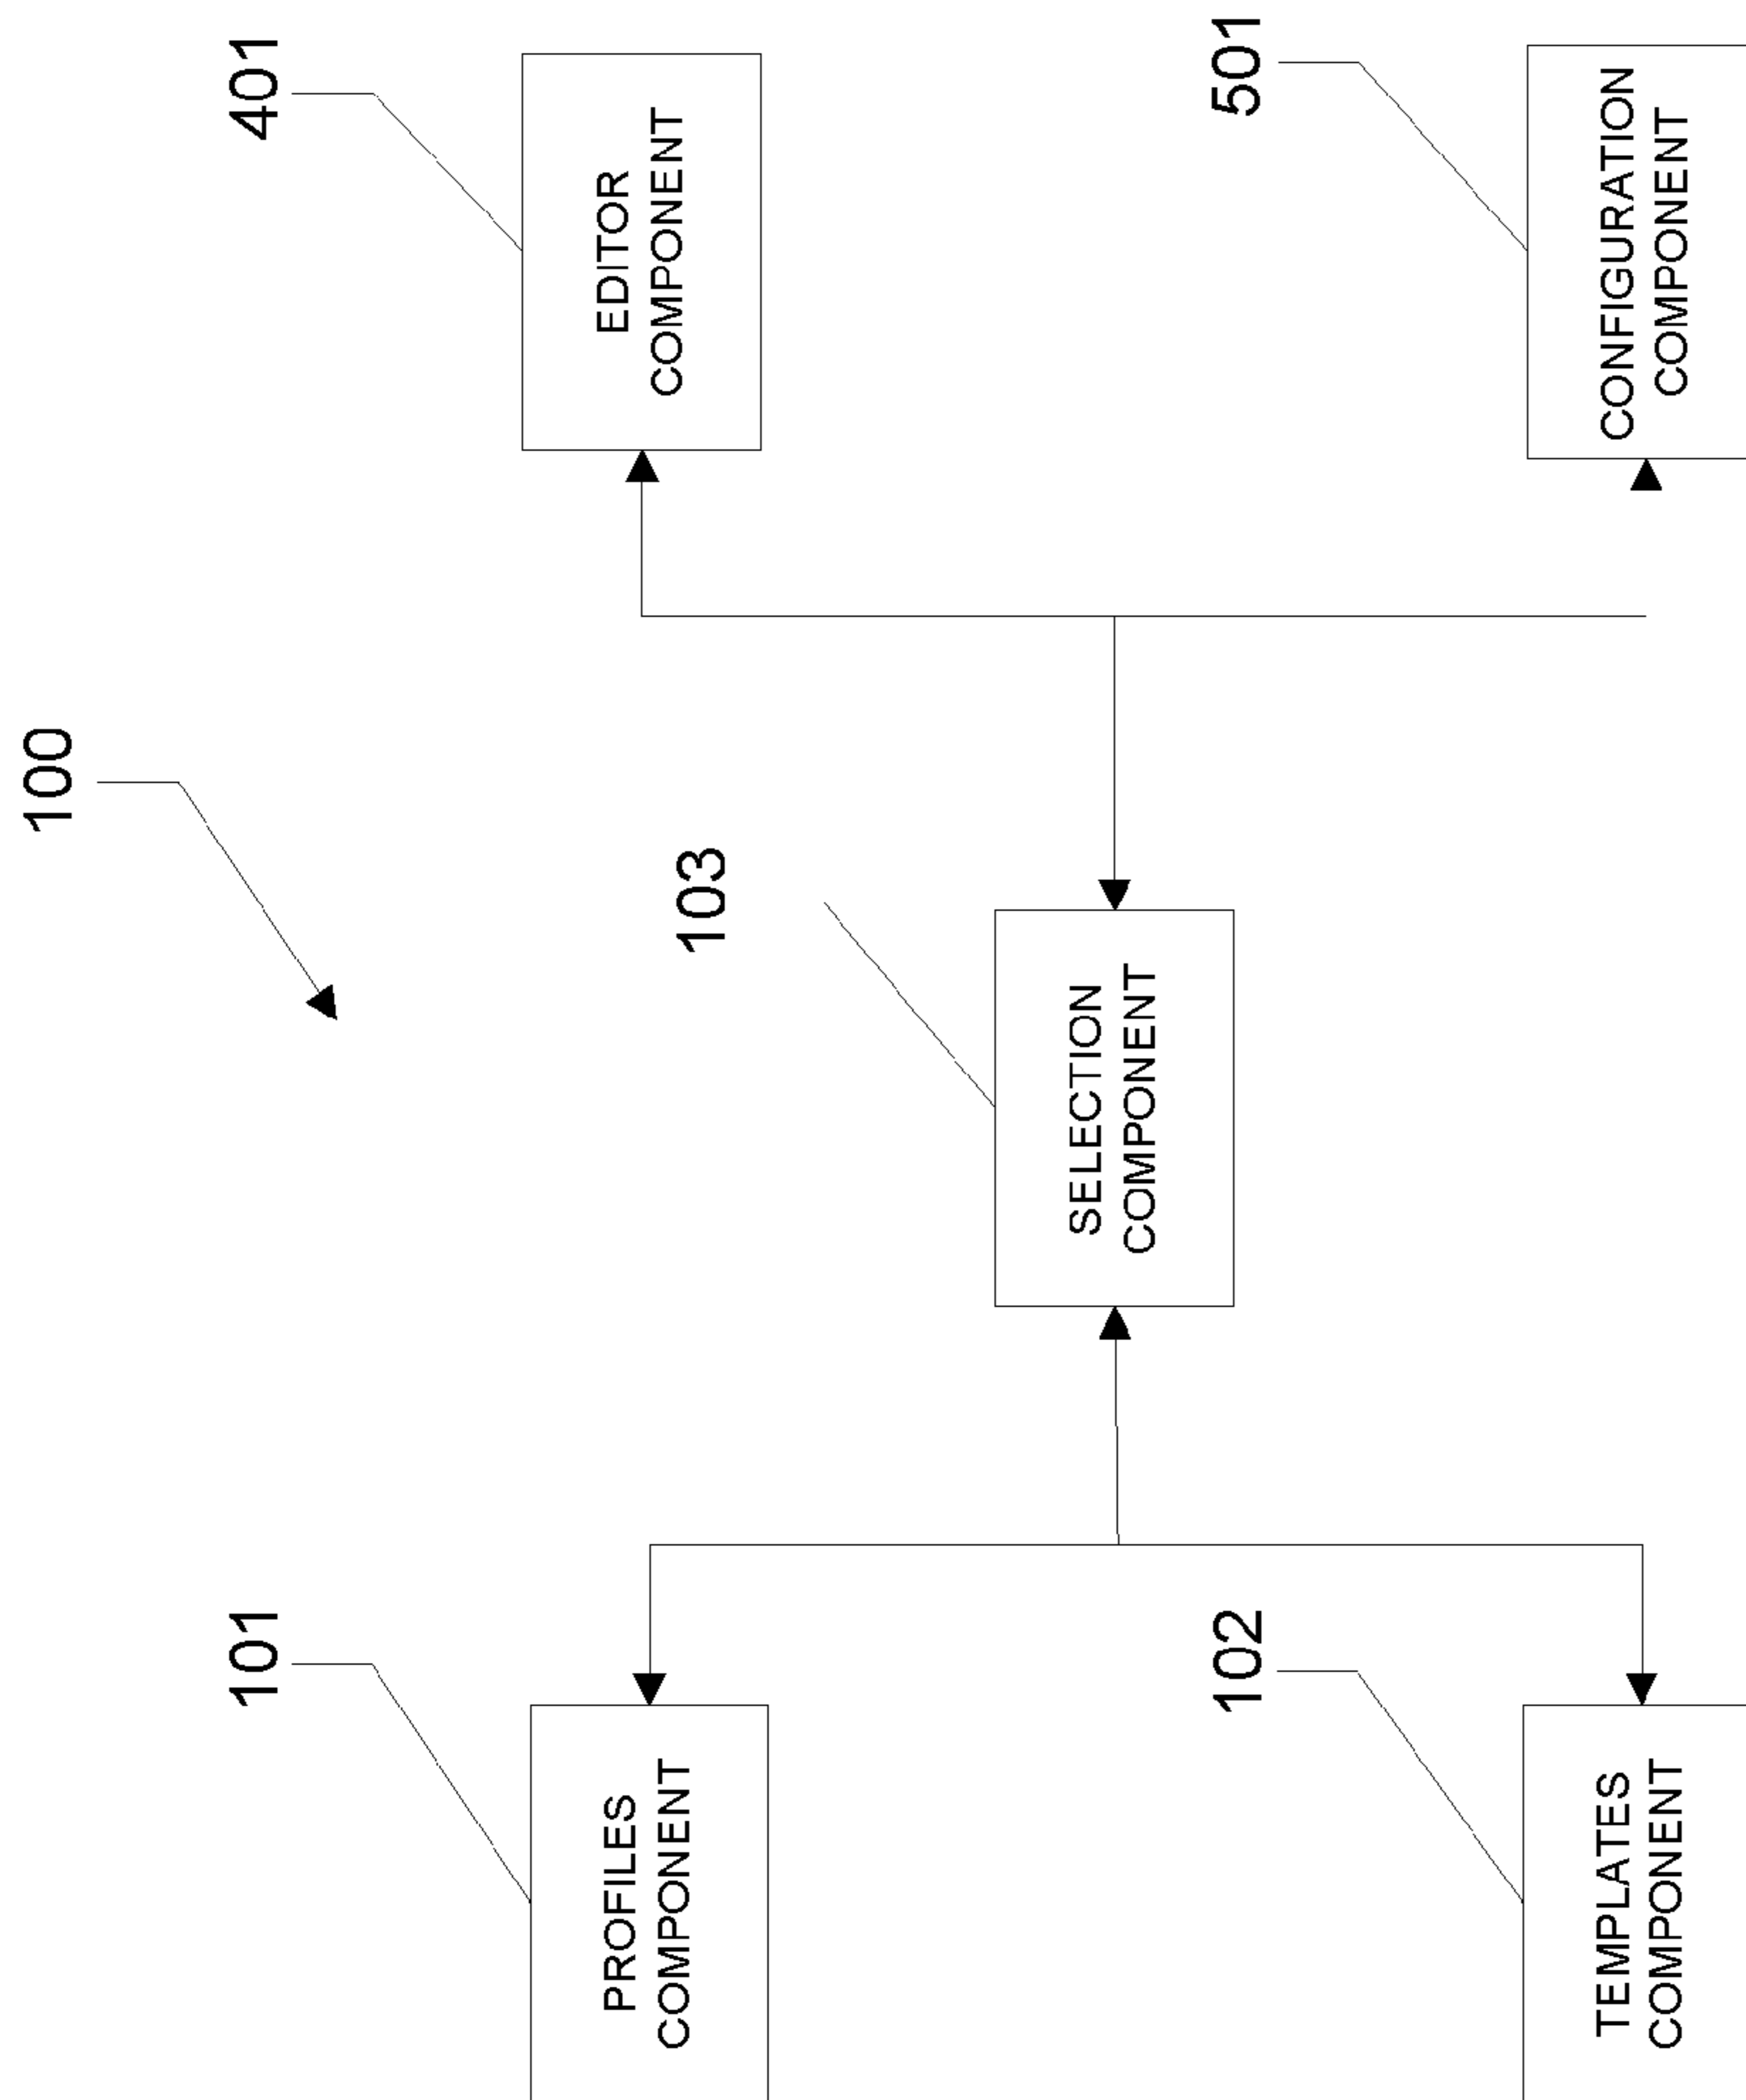 100
101
PROFILES
COMPONENT
103
401
EDITOR
COMPONENT
SELECTION
COMPONENT
102
TEMPLATES
COMPONENT
501
CONFIGURATION
COMPONENT